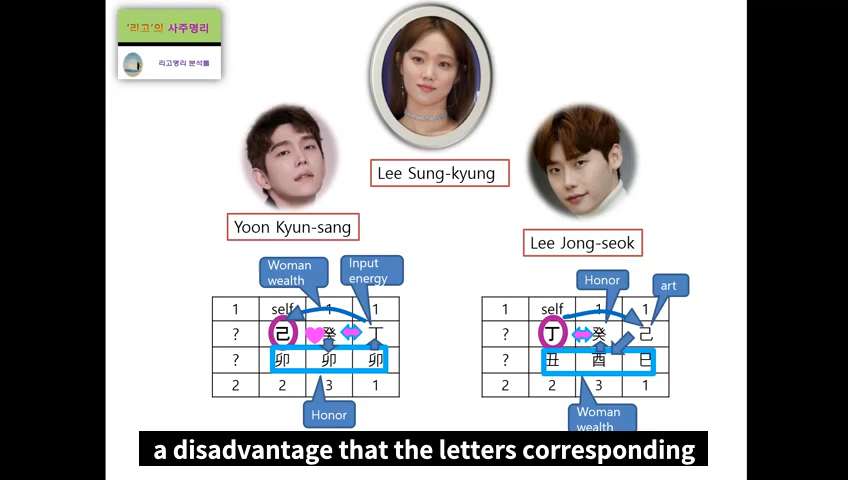 '리고'의 사주명리
리고명리 분석툴
Lee Sung-kyung
Yoon Kyun-sang
Lee Jong-seok
Woman
wealth
Input
energy
1 self 1 1
? 己 癸 丁
? 卯 卯 卯
2 2 3 1
Honor
Honor
art
1 self 1 1
? 丁 癸 己
? 丑 酉 巳
2 2 3 1
Woman
wealth
a disadvantage that the letters corresponding